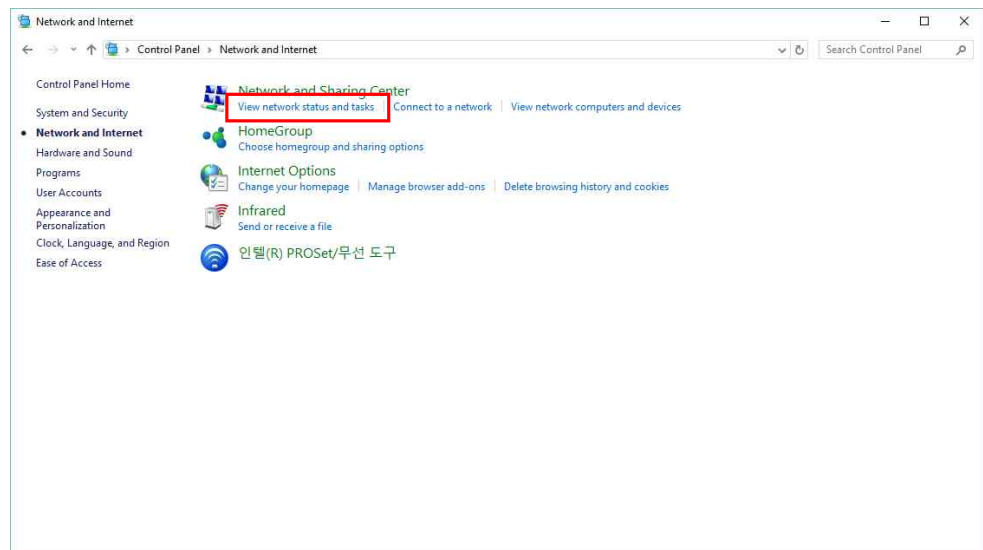 Network and Internet
Control Panel > Network and Internet
Search Control Panel
Control Panel Home
System and Security
Network and Internet
Hardware and Sound
Programs
User Accounts
Appearance and
Personalization
Clock, Language, and Region
Ease of Access
Network and Sharing Center
View network status and tasks | Connect to a network | View network computers and devices
HomeGroup
Choose homegroup and sharing options
Internet Options
Change your homepage | Manage browser add-ons | Delete browsing history and cookies
Infrared
Send or receive a file
인텔(R) PROSet/무선 도구